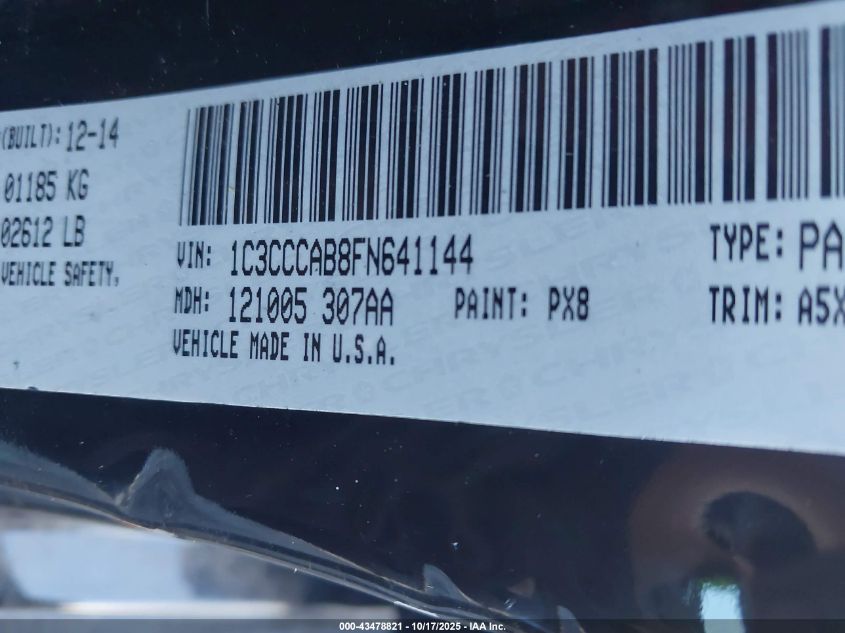 (BUILT): 12-14
01185 KG
02612 LB
VEHICLE SAFETY,
VIN: 1C3CCCAB8FN641144
TYPE: PA
MDH: 121005 307AA
PAINT: PX8
TRIM: A5X
VEHICLE MADE IN U.S.A.
CHRYSLER
000-43478821 - 10/17/2025 - IAA Inc.